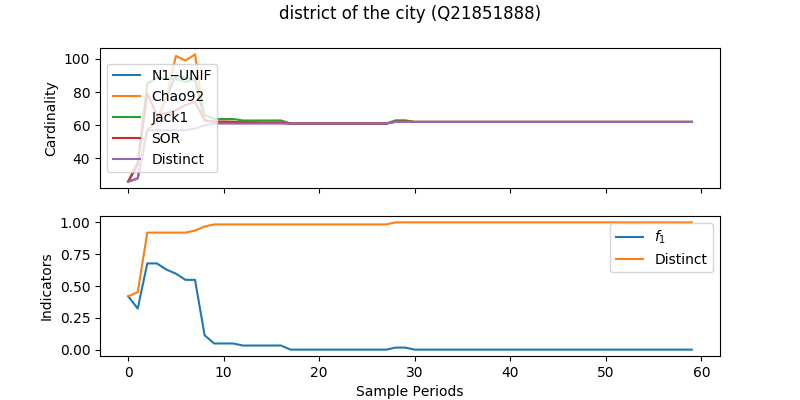 district of the city (Q21851888)
Cardinality
100
80
60
40
N1−UNIF
Chao92
Jack1
SOR
Distinct
Indicators
1.00
0.75
0.50
0.25
0.00
f1
Distinct
0 10 20 30 40 50 60
Sample Periods